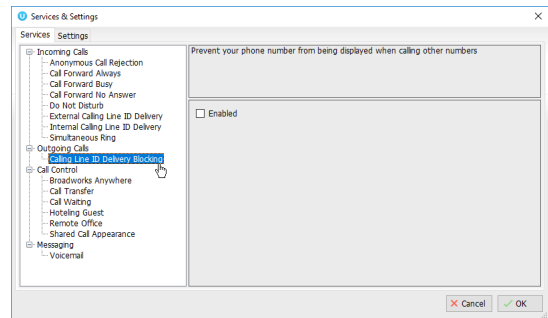 Services & Settings
Services Settings
Incoming Calls
Anonymous Call Rejection
Call Forward Always
Call Forward Busy
Call Forward No Answer
Do Not Disturb
External Calling Line ID Delivery
Internal Calling Line ID Delivery
Simultaneous Ring
Outgoing Calls
Calling Line ID Delivery Blocking
Call Control
Broadworks Anywhere
Call Transfer
Call Waiting
Hoteling Guest
Remote Office
Shared Call Appearance
Messaging
Voicemail
Prevent your phone number from being displayed when calling other numbers
Enabled
Cancel OK